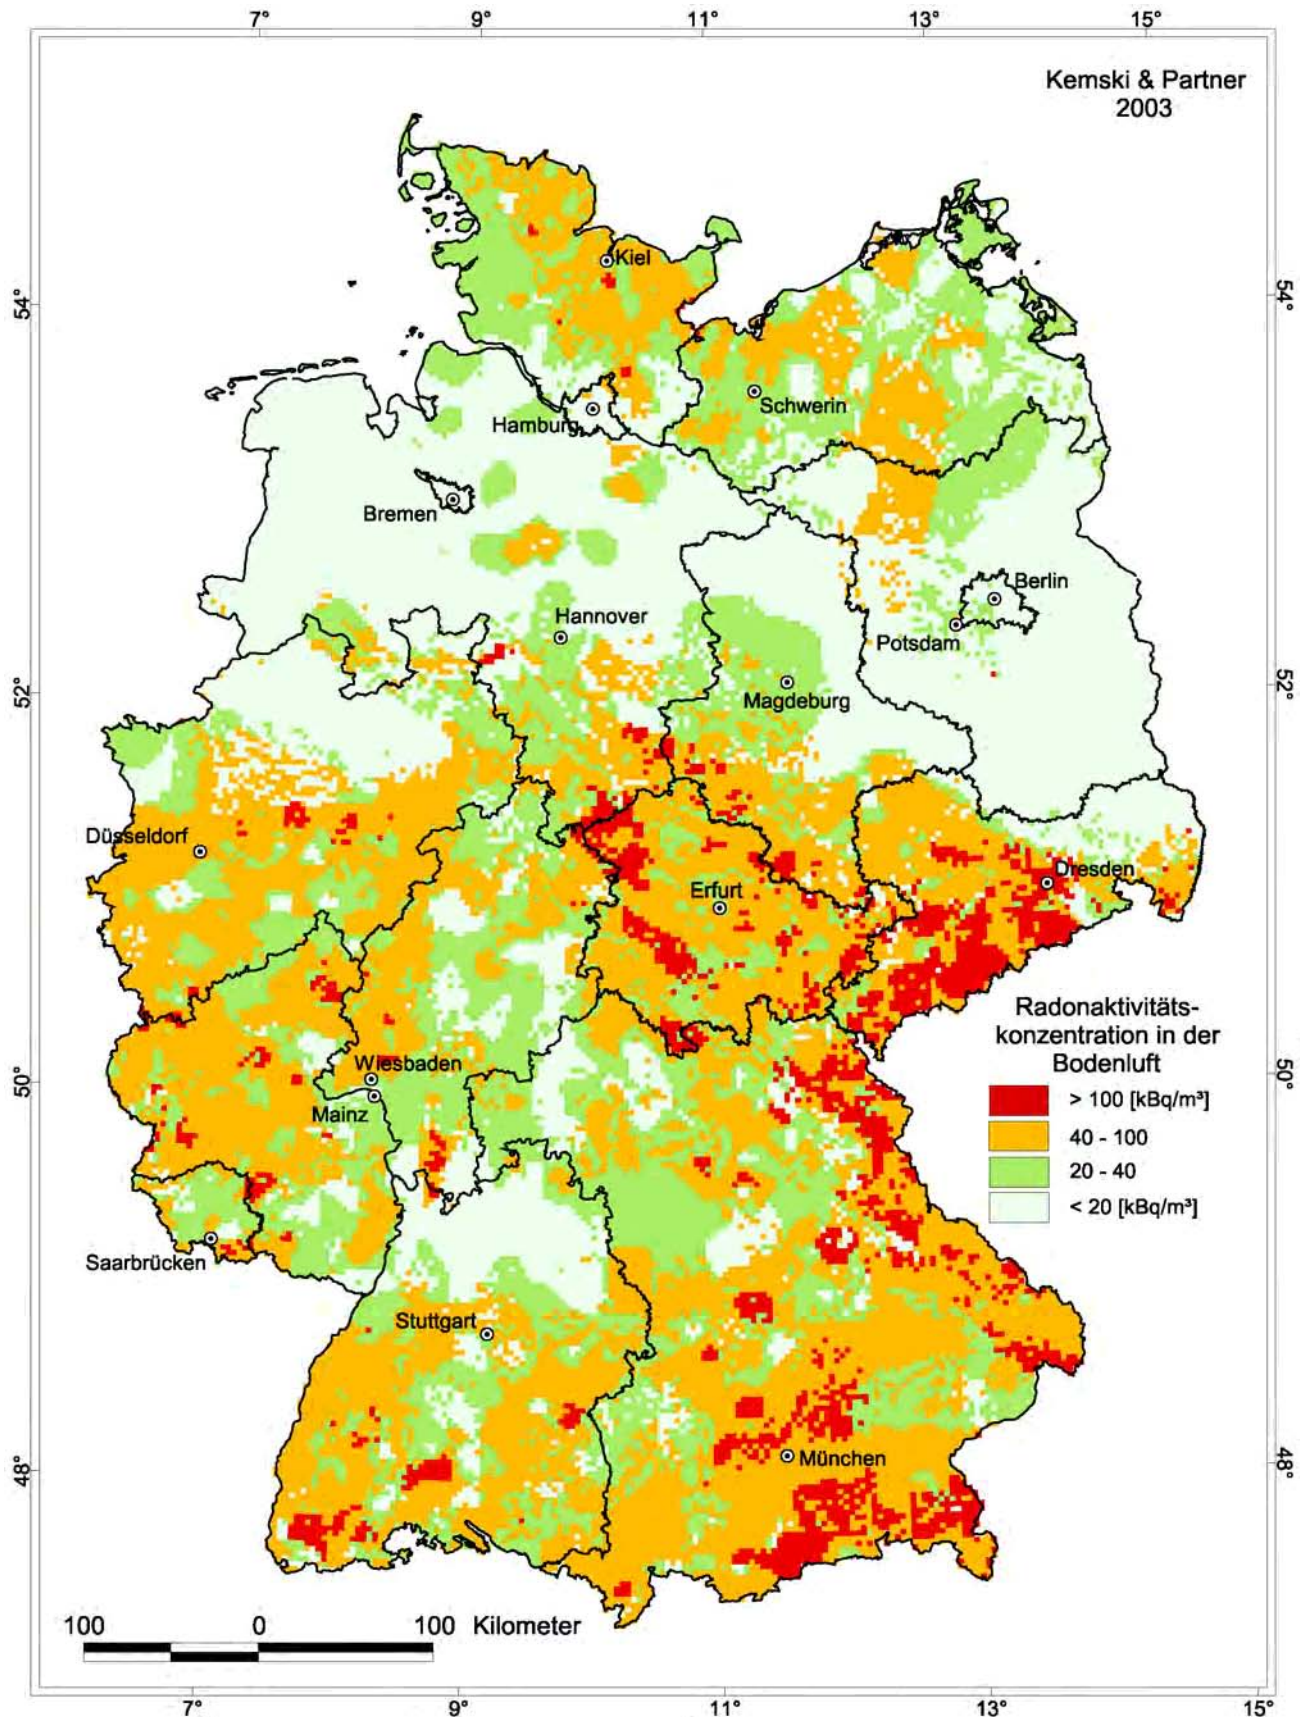 7° 9° 11° 13° 15°
Kemski & Partner
2003
Kiel
54° 54°
Schwerin
Hamburg
Bremen
Berlin
Hannover
Potsdam
52° 52°
Magdeburg
Düsseldorf
Dresden
Erfurt
Radonaktivitäts-
konzentration in der
Bodenluft
> 100 [kBq/m³]
40 - 100
20 - 40
< 20 [kBq/m³]
Wiesbaden
50° 50°
Mainz
Saarbrücken
Stuttgart
München
48° 48°
100 0 100 Kilometer
7° 9° 11° 13° 15°